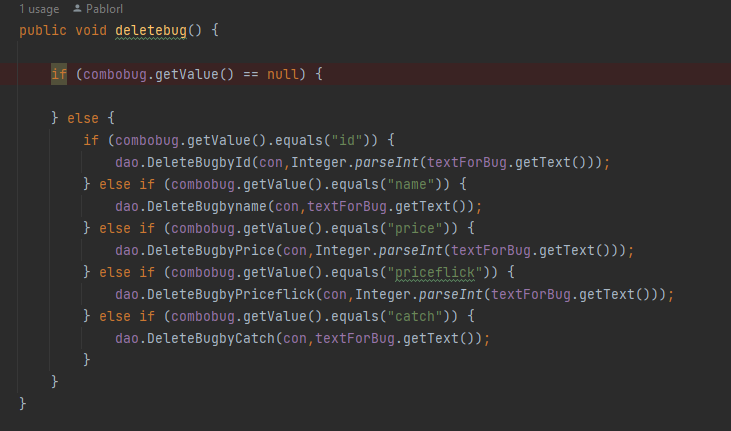 1 usage Pablorl
public void deletebug() {
if (combobug.getValue() == null) {
} else {
if (combobug.getValue().equals("id")) {
dao.DeleteBugbyId(con,Integer.parseInt(textForBug.getText()));
} else if (combobug.getValue().equals("name")) {
dao.DeleteBugbyname(con,textForBug.getText());
} else if (combobug.getValue().equals("price")) {
dao.DeleteBugbyPrice(con,Integer.parseInt(textForBug.getText()));
} else if (combobug.getValue().equals("priceflick")) {
dao.DeleteBugbyPriceflick(con,Integer.parseInt(textForBug.getText()));
} else if (combobug.getValue().equals("catch")) {
dao.DeleteBugbyCatch(con,textForBug.getText());
}
}
}